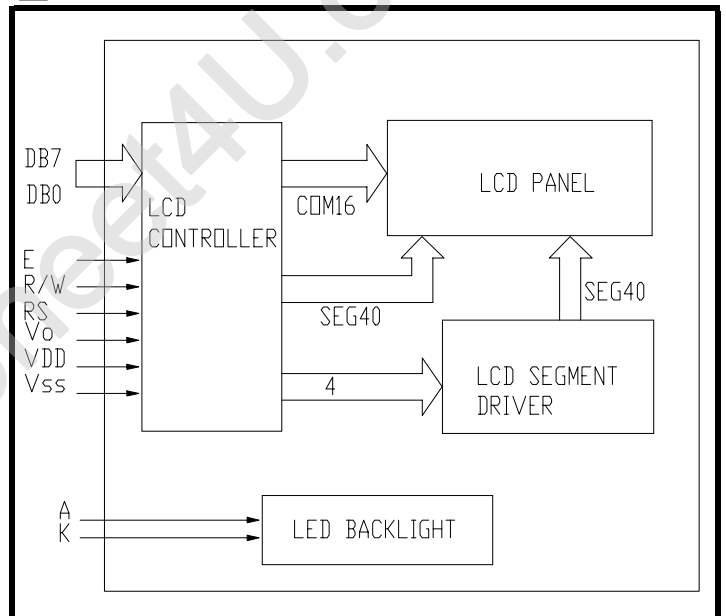 DB7
DB0
E
R/W
RS
Vo
VDD
Vss
LCD
CONTROLLER
COM16
SEG40
4
LCD PANEL
SEG40
LCD SEGMENT
DRIVER
A
K
LED BACKLIGHT